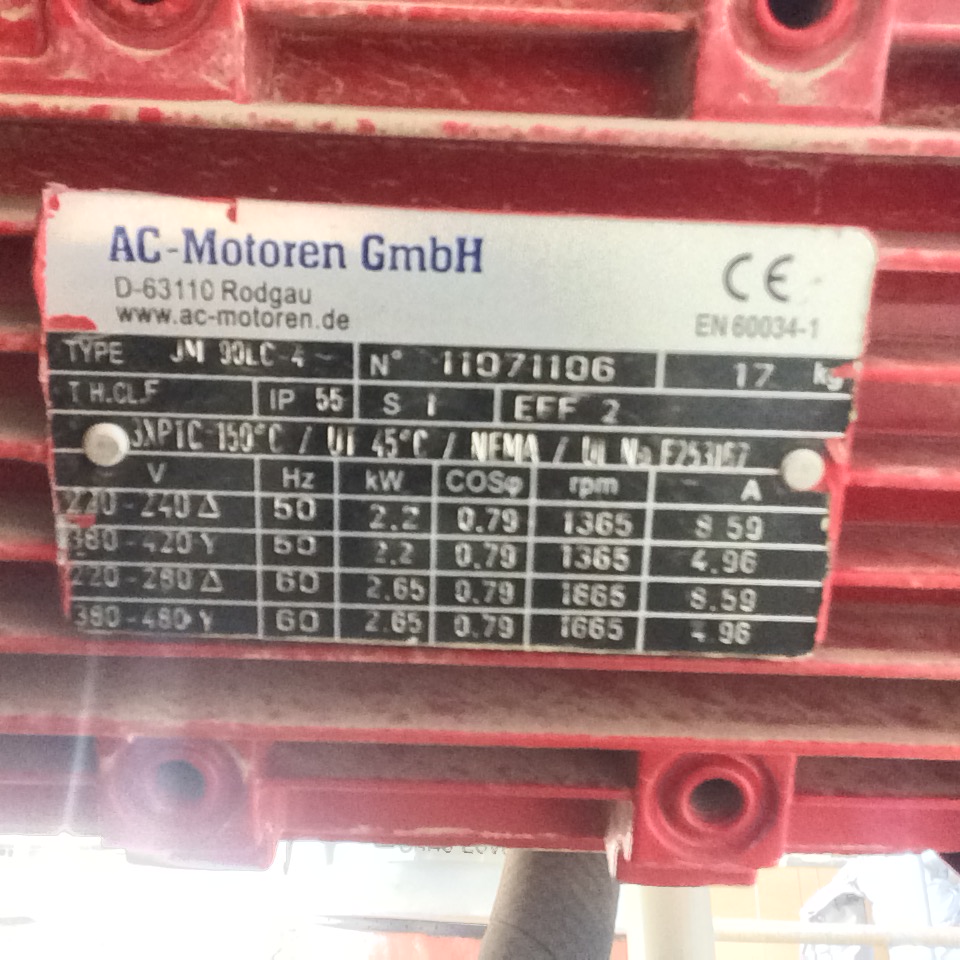 AC-Motoren GmbH
D-63110 Rodgau
www.ac-motoren.de
CE
EN 60034-1
TYPE JM 90LC-4 N° 11071106 17 kg
TH.CL.F IP 55 S 1 EFF 2
3XPTC-150°C / UT 45°C / NEMA / UL No
V Hz kW COSφ rpm A
220-240 Δ 50 2.2 0.79 1365 8.59
380-420 Y 50 2.2 0.79 1365 4.96
220-280 Δ 60 2.65 0.79 1665 8.59
380-480 Y 60 2.65 0.79 1665 4.96